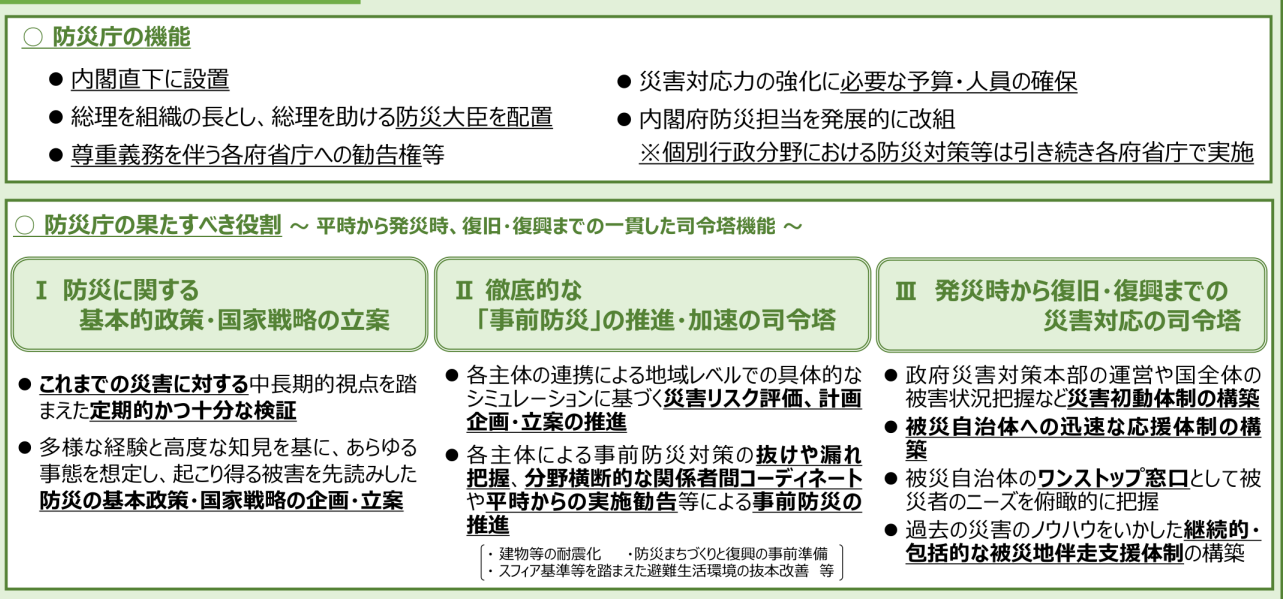 ○ 防災庁の機能
● 内閣直下に設置
● 総理を組織の長とし、総理を助ける防災大臣を配置
● 尊重義務を伴う各府省庁への勧告権等
● 災害対応力の強化に必要な予算・人員の確保
● 内閣府防災担当を発展的に改組
※個別行政分野における防災対策等は引き続き各府省庁で実施
○ 防災庁の果たすべき役割 ～ 平時から発災時、復旧・復興までの一貫した司令塔機能 ～
Ⅰ 防災に関する
基本的政策・国家戦略の立案
● これまでの災害に対する中長期的視点を踏
まえた定期的かつ十分な検証
● 多様な経験と高度な知見を基に、あらゆる
事態を想定し、起こり得る被害を先読みした
防災の基本政策・国家戦略の企画・立案
Ⅱ 徹底的な
「事前防災」の推進・加速の司令塔
● 各主体の連携による地域レベルでの具体的な
シミュレーションに基づく災害リスク評価、計画
企画・立案の推進
● 各主体による事前防災対策の抜けや漏れ
把握、分野横断的な関係者間コーディネート
や平時からの実施勧告等による事前防災の
推進
・ 建物等の耐震化 ・防災まちづくりと復興の事前準備
・ スフィア基準等を踏まえた避難生活環境の抜本改善 等
Ⅲ 発災時から復旧・復興までの
災害対応の司令塔
● 政府災害対策本部の運営や国全体の
被害状況把握など災害初動体制の構築
● 被災自治体への迅速な応援体制の構
築
● 被災自治体のワンストップ窓口として被
災者のニーズを俯瞰的に把握
● 過去の災害のノウハウをいかした継続的・
包括的な被災地伴走支援体制の構築